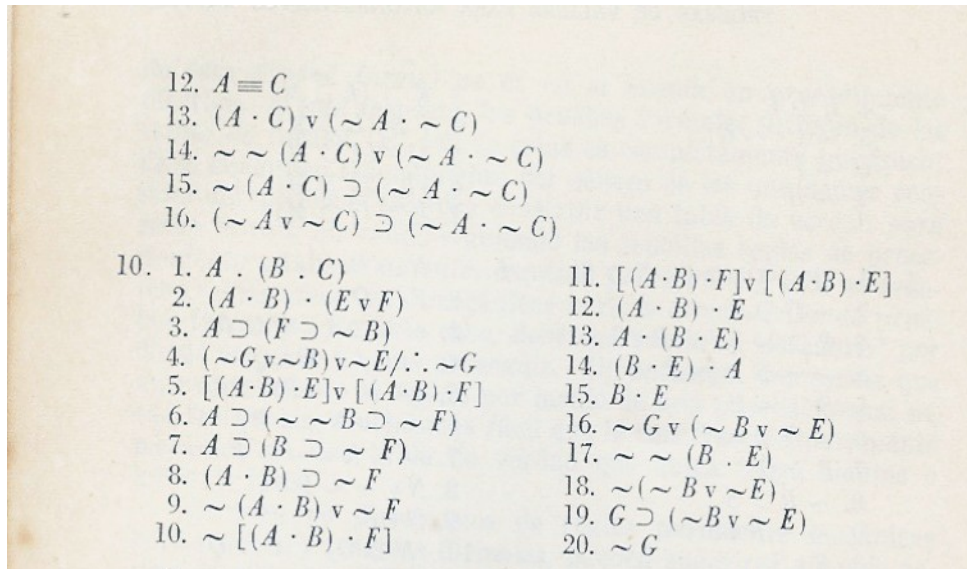 12. A ≡ C
13. (A · C) v (~ A · ~ C)
14. ~ ~ (A · C) v (~ A · ~ C)
15. ~ (A · C) ⊃ (~ A · ~ C)
16. (~ A v ~ C) ⊃ (~ A · ~ C)
10. 1. A . (B . C)
2. (A · B) · (E v F)
3. A ⊃ (F ⊃ ~ B)
4. (~G v~B) v~E/∴ ~G
5. [(A·B)·E]v [(A·B)·F]
6. A ⊃ (~ ~ B ⊃ ~ F)
7. A ⊃ (B ⊃ ~ F)
8. (A · B) ⊃ ~ F
9. ~ (A · B) v ~ F
10. ~ [(A · B) · F]
11. [(A·B)·F]v [(A·B)·E]
12. (A · B) · E
13. A · (B · E)
14. (B · E) · A
15. B · E
16. ~ G v (~ B v ~ E)
17. ~ ~ (B . E)
18. ~(~ B v ~E)
19. G ⊃ (~B v ~ E)
20. ~ G